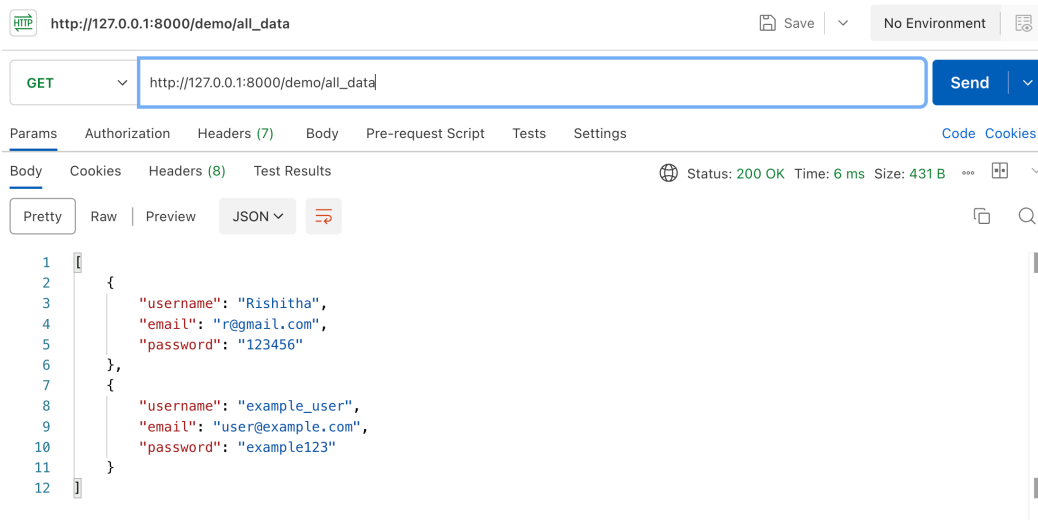 HTTP http://127.0.0.1:8000/demo/all_data Save No Environment
GET http://127.0.0.1:8000/demo/all_data Send
Params Authorization Headers (7) Body Pre-request Script Tests Settings Code Cookies
Body Cookies Headers (8) Test Results Status: 200 OK Time: 6 ms Size: 431 B
Pretty Raw Preview JSON
1 [
2 {
3 "username": "Rishitha",
4 "email": "r@gmail.com",
5 "password": "123456"
6 },
7 {
8 "username": "example_user",
9 "email": "user@example.com",
10 "password": "example123"
11 }
12 ]